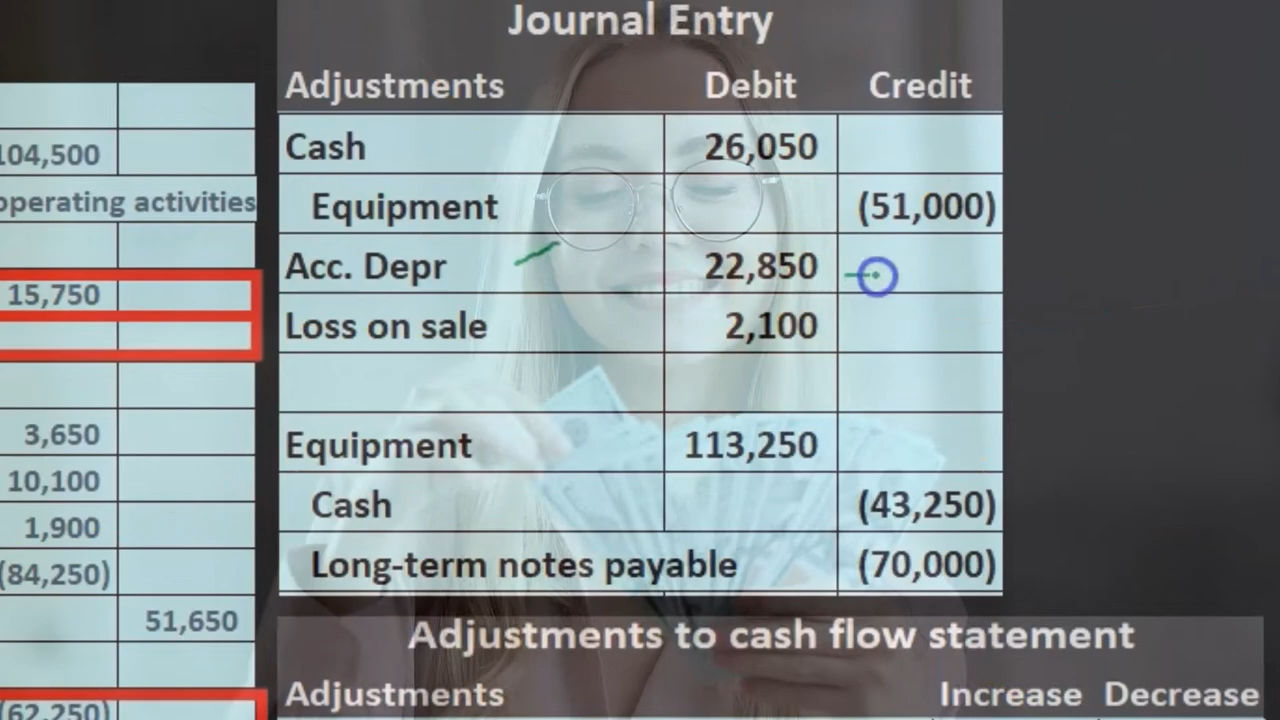 Journal Entry
Adjustments Debit Credit
Cash 26,050
Equipment (51,000)
Acc. Depr 22,850
Loss on sale 2,100
Equipment 113,250
Cash (43,250)
Long-term notes payable (70,000)
Adjustments to cash flow statement
Adjustments Increase Decrease
104,500
operating activities
15,750
3,650
10,100
1,900
(84,250)
51,650
(62,250)